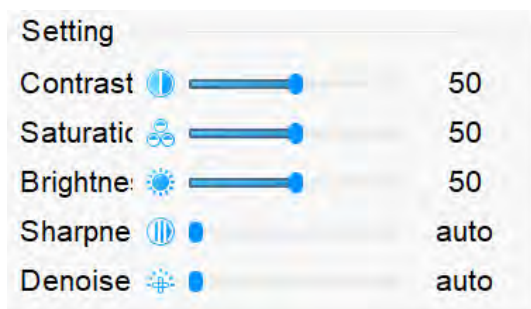 Setting
Contrast 50
Saturatic 50
Brightne: 50
Sharpne auto
Denoise auto